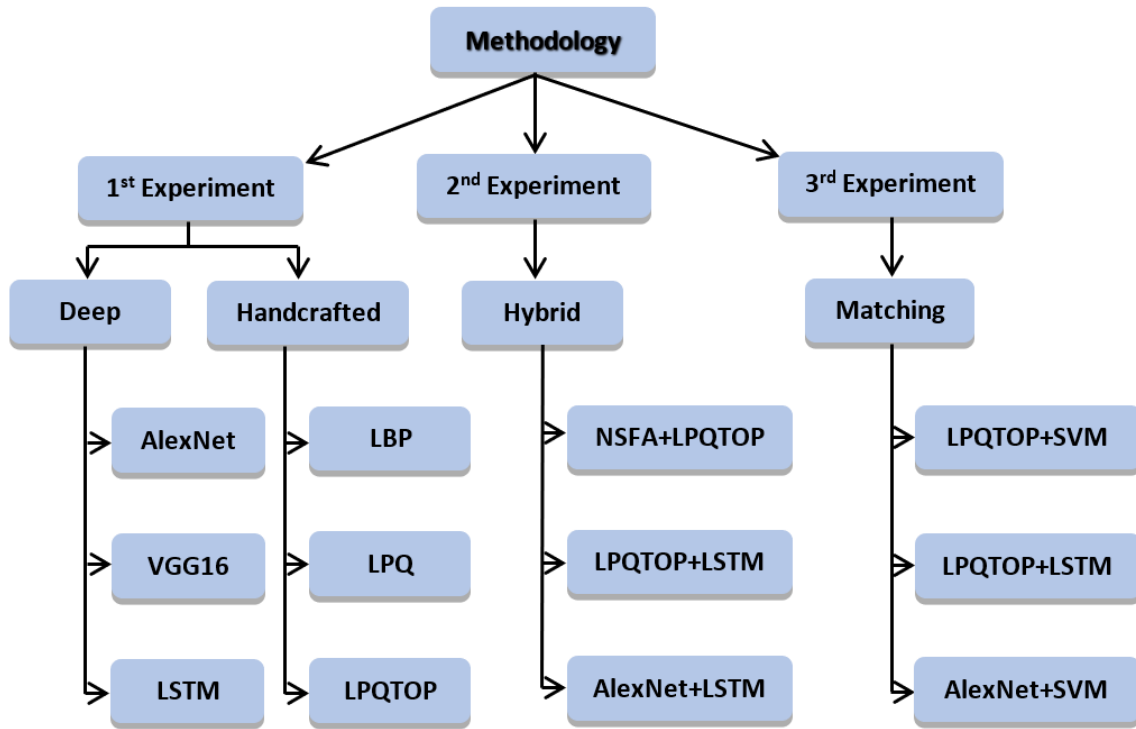 Methodology
1st Experiment
2nd Experiment
3rd Experiment
Deep
Handcrafted
Hybrid
Matching
AlexNet
LBP
NSFA+LPQTOP
LPQTOP+SVM
VGG16
LPQ
LPQTOP+LSTM
LPQTOP+LSTM
LSTM
LPQTOP
AlexNet+LSTM
AlexNet+SVM